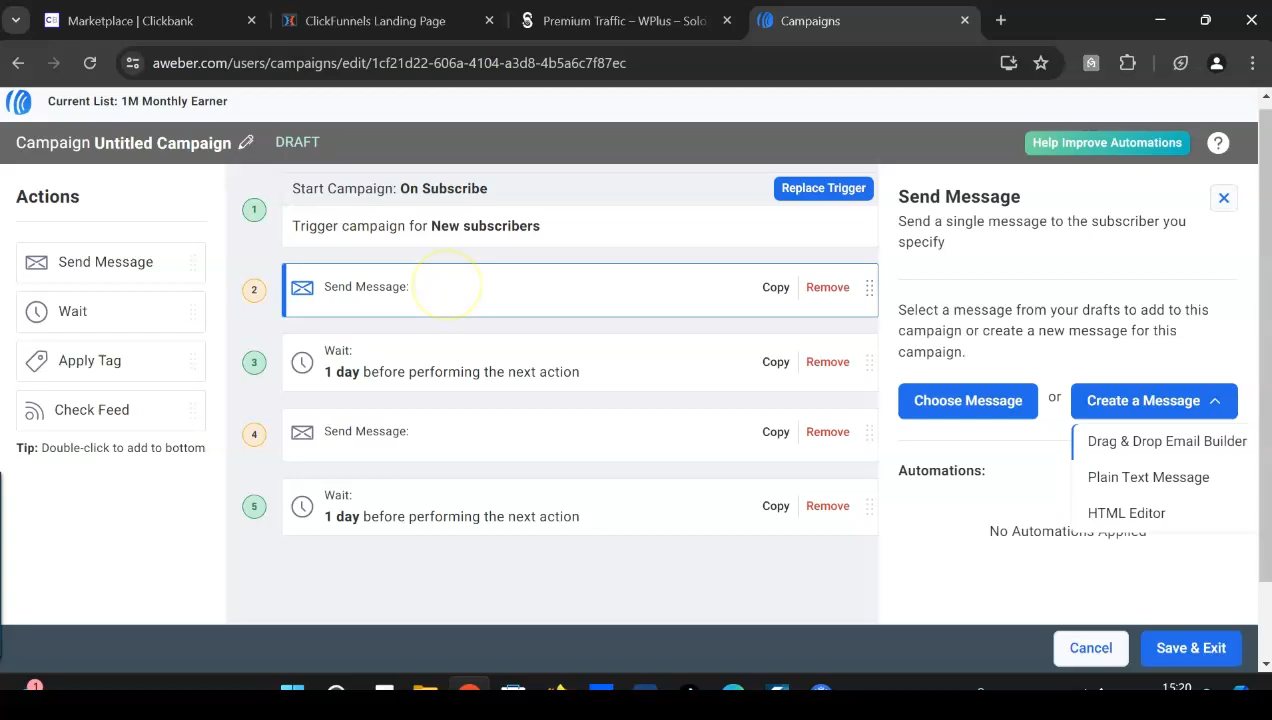 Marketplace | Clickbank
ClickFunnels Landing Page
Premium Traffic – WPlus – Solo
Campaigns
aweber.com/users/campaigns/edit/1cf21d22-606a-4104-a3d8-4b5a6c7f87ec
Current List: 1M Monthly Earner
Campaign Untitled Campaign
DRAFT
Help Improve Automations
?
Actions
Send Message
Wait
Apply Tag
Check Feed
Tip: Double-click to add to bottom
1
Start Campaign: On Subscribe
Replace Trigger
Trigger campaign for New subscribers
2
Send Message:
Copy
Remove
3
Wait:
1 day before performing the next action
Copy
Remove
4
Send Message:
Copy
Remove
5
Wait:
1 day before performing the next action
Copy
Remove
Send Message
Send a single message to the subscriber you
specify
Select a message from your drafts to add to this
campaign or create a new message for this
campaign.
Choose Message
or
Create a Message
Drag & Drop Email Builder
Plain Text Message
HTML Editor
Automations:
No Automations Applied
Cancel
Save & Exit
1
15:20